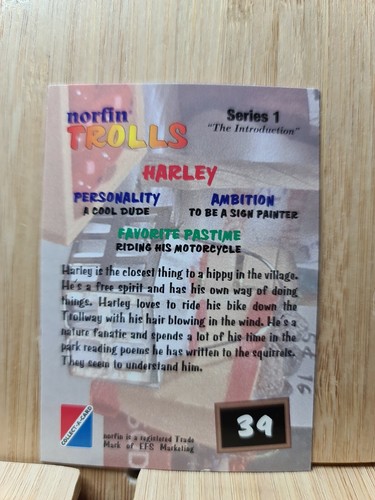 norfin® Series 1
TROLLS "The Introduction"
HARLEY
PERSONALITY AMBITION
A COOL DUDE TO BE A SIGN PAINTER
FAVORITE PASTIME
RIDING HIS MOTORCYCLE
Harley is the closest thing to a hippy in the village.
He's a free spirit and has his own way of doing
things. Harley loves to ride his bike down the
Trollway with his hair blowing in the wind. He's a
nature fanatic and spends a lot of his time in the
park reading poems he has written to the squirrels.
They seem to understand him.
COLLECT-A-CARD
39
norfin is a registered Trade
Mark of EFS Marketing